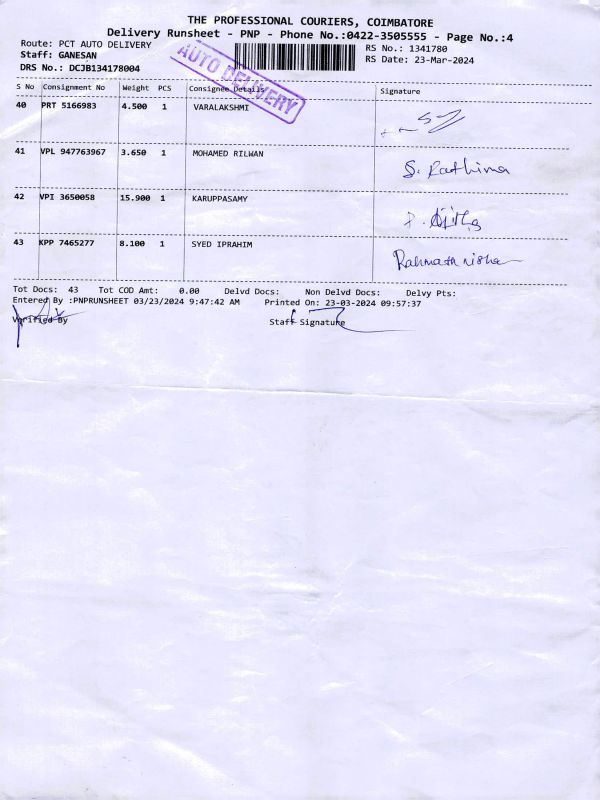 THE PROFESSIONAL COURIERS, COIMBATORE
Delivery Runsheet - PNP - Phone No.:0422-3505555 - Page No.:4
Route: PCT AUTO DELIVERY RS No.: 1341780
Staff: GANESAN RS Date: 23-Mar-2024
DRS No.: DCJB134178004
AUTO DELIVERY
S No Consignment No Weight PCS Consignee Details Signature
40 PRT 5166983 4.500 1 VARALAKSHMI
41 VPL 947763967 3.650 1 MOHAMED RILWAN S. Rathima
42 VPI 3650058 15.900 1 KARUPPASAMY
43 KPP 7465277 8.100 1 SYED IPRAHIM Rahmath nisha
Tot Docs: 43 Tot COD Amt: 0.00 Delvd Docs: Non Delvd Docs: Delvy Pts:
Entered By :PNPRUNSHEET 03/23/2024 9:47:42 AM Printed On: 23-03-2024 09:57:37
Verified By Staff Signature